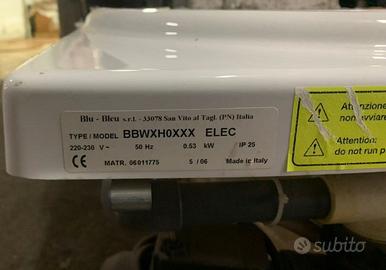 Blu - Bleu s.r.l. - 33078 San Vito al Tagl. (PN) Italia
TYPE / MODEL BBWXH0XXX ELEC
220-230 V ~ 50 Hz 0.53 kW IP 25
CE MATR. 06011775 5 / 06 Made in Italy
Attenzione
non avviare
Attention:
do not run p
subito